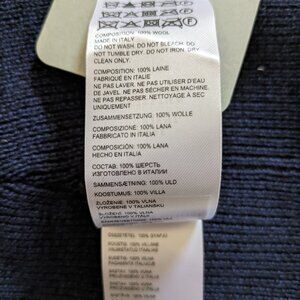 COMPOSITION: 100% WOOL
MADE IN ITALY
DO NOT WASH. DO NOT BLEACH. DO
NOT TUMBLE DRY. DO NOT IRON. DRY
CLEAN ONLY.
COMPOSITION: 100% LAINE
FABRIQUÉ EN ITALIE
NE PAS LAVER. NE PAS UTILISER D'EAU
DE JAVEL. NE PAS SÉCHER EN MACHINE.
NE PAS REPASSER. NETTOYAGE À SEC
UNIQUEMENT
ZUSAMMENSETZUNG: 100% WOLLE
COMPOSIZIONE: 100% LANA
FABBRICATO IN ITALIA
COMPOSICIÓN: 100% LANA
HECHO EN ITALIA
СОСТАВ: 100% ШЕРСТЬ
ИЗГОТОВЛЕНО В ИТАЛИИ
SAMMENSÆTNING: 100% ULD
KOOSTUMUS: 100% VILLA
ZLOŽENIE: 100% VLNA
VYROBENÉ V TALIANSKU